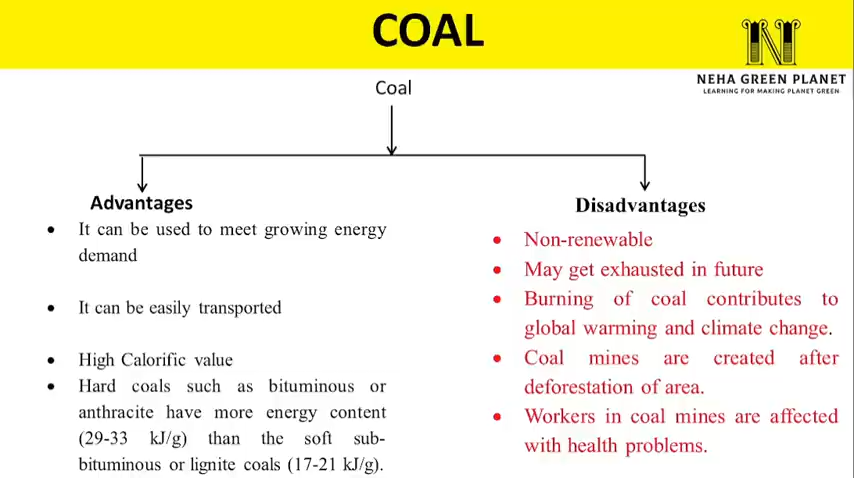 COAL
NEHA GREEN PLANET
LEARNING FOR MAKING PLANET GREEN
Coal
Advantages
• It can be used to meet growing energy
demand
• It can be easily transported
• High Calorific value
• Hard coals such as bituminous or
anthracite have more energy content
(29-33 kJ/g) than the soft sub-
bituminous or lignite coals (17-21 kJ/g).
Disadvantages
• Non-renewable
• May get exhausted in future
• Burning of coal contributes to
global warming and climate change.
• Coal mines are created after
deforestation of area.
• Workers in coal mines are affected
with health problems.